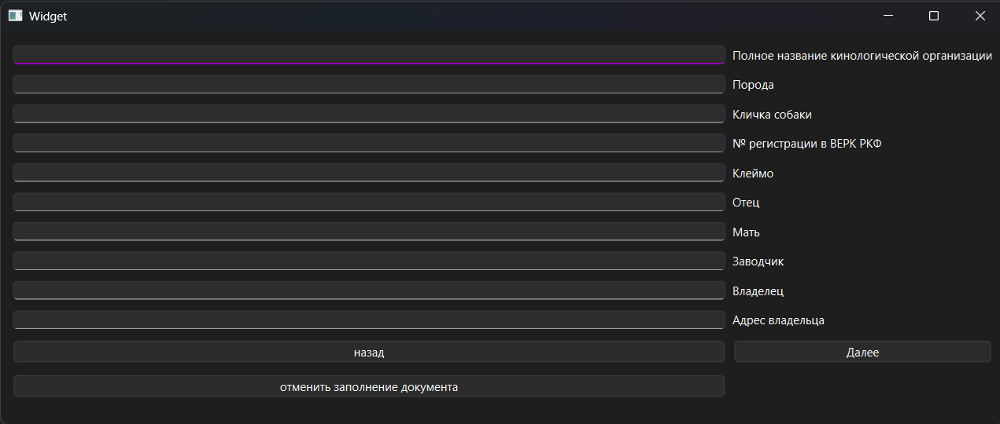 Widget
Полное название кинологической организации
Порода
Кличка собаки
№ регистрации в ВЕРК РКФ
Клеймо
Отец
Мать
Заводчик
Владелец
Адрес владельца
назад
Далее
отменить заполнение документа